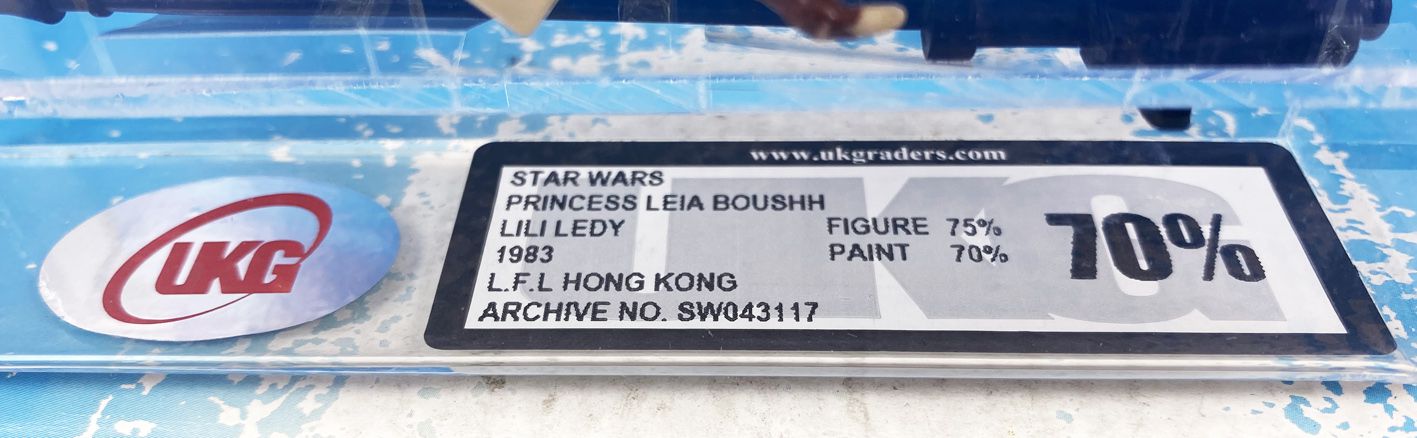 www.ukgraders.com
STAR WARS
PRINCESS LEIA BOUSHH
LILI LEDY
1983
L.F.L HONG KONG
ARCHIVE NO. SW043117
FIGURE 75%
PAINT 70%
70%
UKG
UKG